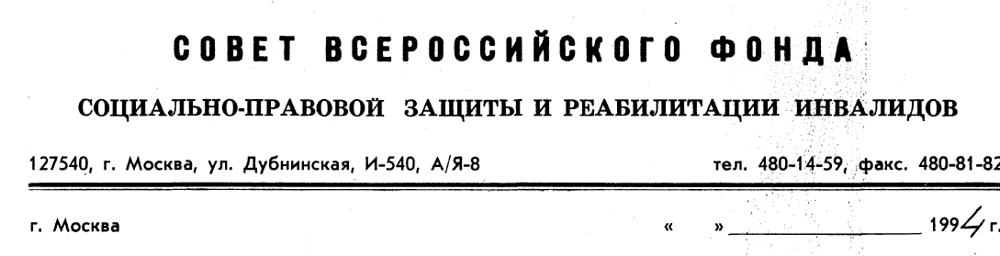 СОВЕТ ВСЕРОССИЙСКОГО ФОНДА
СОЦИАЛЬНО-ПРАВОВОЙ ЗАЩИТЫ И РЕАБИЛИТАЦИИ ИНВАЛИДОВ
127540, г. Москва, ул. Дубнинская, И-540, А/Я-8 тел. 480-14-59, факс. 480-81-82
г. Москва « » ____________________ 1994 г.